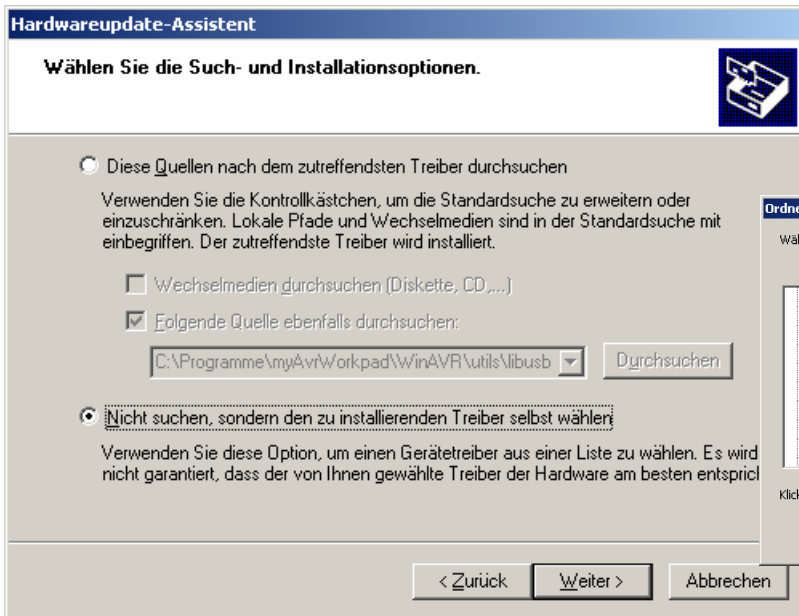 Hardwareupdate-Assistent
Wählen Sie die Such- und Installationsoptionen.
Diese Quellen nach dem zutreffendsten Treiber durchsuchen
Verwenden Sie die Kontrollkästchen, um die Standardsuche zu erweitern oder
einzuschränken. Lokale Pfade und Wechselmedien sind in der Standardsuche mit
einbegriffen. Der zutreffendste Treiber wird installiert.
Wechselmedien durchsuchen (Diskette, CD,...)
Folgende Quelle ebenfalls durchsuchen:
C:\Programme\myAvrWorkpad\WinAVR\utils\libusb
Durchsuchen
Nicht suchen, sondern den zu installierenden Treiber selbst wählen
Verwenden Sie diese Option, um einen Gerätetreiber aus einer Liste zu wählen. Es wird
nicht garantiert, dass der von Ihnen gewählte Treiber der Hardware am besten
< Zurück
Weiter >
Abbrechen